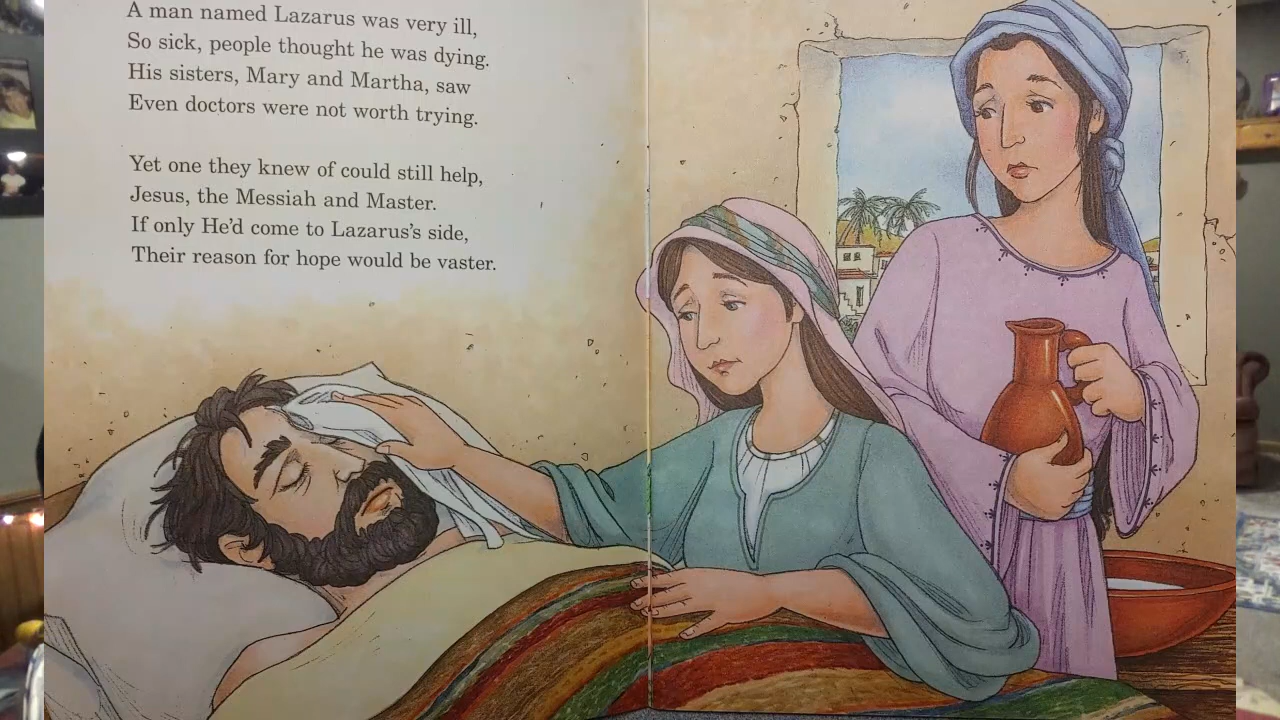 A man named Lazarus was very ill,
So sick, people thought he was dying.
His sisters, Mary and Martha, saw
Even doctors were not worth trying.
Yet one they knew of could still help,
Jesus, the Messiah and Master.
If only He'd come to Lazarus's side,
Their reason for hope would be vaster.